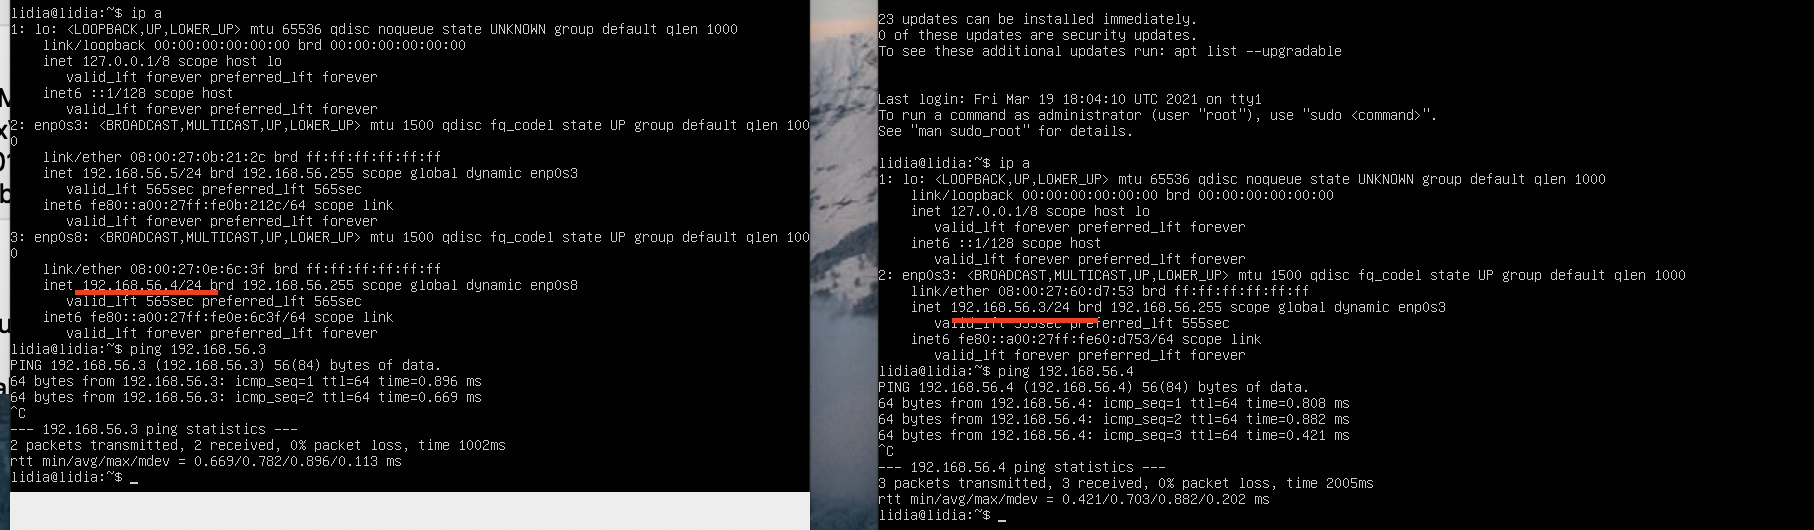 lidia@lidia:~$ ip a
1: lo: <LOOPBACK,UP,LOWER_UP> mtu 65536 qdisc noqueue state UNKNOWN group default qlen 1000
link/loopback 00:00:00:00:00:00 brd 00:00:00:00:00:00
inet 127.0.0.1/8 scope host lo
valid_lft forever preferred_lft forever
inet6 ::1/128 scope host
valid_lft forever preferred_lft forever
2: enp0s3: <BROADCAST,MULTICAST,UP,LOWER_UP> mtu 1500 qdisc fq_codel state UP group default qlen 100
0
link/ether 08:00:27:0b:21:2c brd ff:ff:ff:ff:ff:ff
inet 192.168.56.5/24 brd 192.168.56.255 scope global dynamic enp0s3
valid_lft 565sec preferred_lft 565sec
inet6 fe80::a00:27ff:fe0b:212c/64 scope link
valid_lft forever preferred_lft forever
3: enp0s8: <BROADCAST,MULTICAST,UP,LOWER_UP> mtu 1500 qdisc fq_codel state UP group default qlen 100
0
link/ether 08:00:27:0e:6c:3f brd ff:ff:ff:ff:ff:ff
inet 192.168.56.4/24 brd 192.168.56.255 scope global dynamic enp0s8
valid_lft 565sec preferred_lft 565sec
inet6 fe80::a00:27ff:fe0e:6c3f/64 scope link
valid_lft forever preferred_lft forever
lidia@lidia:~$ ping 192.168.56.3
PING 192.168.56.3 (192.168.56.3) 56(84) bytes of data.
64 bytes from 192.168.56.3: icmp_seq=1 ttl=64 time=0.896 ms
64 bytes from 192.168.56.3: icmp_seq=2 ttl=64 time=0.669 ms
^C
--- 192.168.56.3 ping statistics ---
2 packets transmitted, 2 received, 0% packet loss, time 1002ms
rtt min/avg/max/mdev = 0.669/0.782/0.896/0.113 ms
lidia@lidia:~$ _
23 updates can be installed immediately.
0 of these updates are security updates.
To see these additional updates run: apt list --upgradable
Last login: Fri Mar 19 18:04:10 UTC 2021 on tty1
To run a command as administrator (user "root"), use "sudo <command>".
See "man sudo_root" for details.
lidia@lidia:~$ ip a
1: lo: <LOOPBACK,UP,LOWER_UP> mtu 65536 qdisc noqueue state UNKNOWN group default qlen 1000
link/loopback 00:00:00:00:00:00 brd 00:00:00:00:00:00
inet 127.0.0.1/8 scope host lo
valid_lft forever preferred_lft forever
inet6 ::1/128 scope host
valid_lft forever preferred_lft forever
2: enp0s3: <BROADCAST,MULTICAST,UP,LOWER_UP> mtu 1500 qdisc fq_codel state UP group default qlen 1000
link/ether 08:00:27:60:d7:53 brd ff:ff:ff:ff:ff:ff
inet 192.168.56.3/24 brd 192.168.56.255 scope global dynamic enp0s3
valid_lft 555sec preferred_lft 555sec
inet6 fe80::a00:27ff:fe60:d753/64 scope link
valid_lft forever preferred_lft forever
lidia@lidia:~$ ping 192.168.56.4
PING 192.168.56.4 (192.168.56.4) 56(84) bytes of data.
64 bytes from 192.168.56.4: icmp_seq=1 ttl=64 time=0.808 ms
64 bytes from 192.168.56.4: icmp_seq=2 ttl=64 time=0.882 ms
64 bytes from 192.168.56.4: icmp_seq=3 ttl=64 time=0.421 ms
^C
--- 192.168.56.4 ping statistics ---
3 packets transmitted, 3 received, 0% packet loss, time 2005ms
rtt min/avg/max/mdev = 0.421/0.703/0.882/0.202 ms
lidia@lidia:~$ _